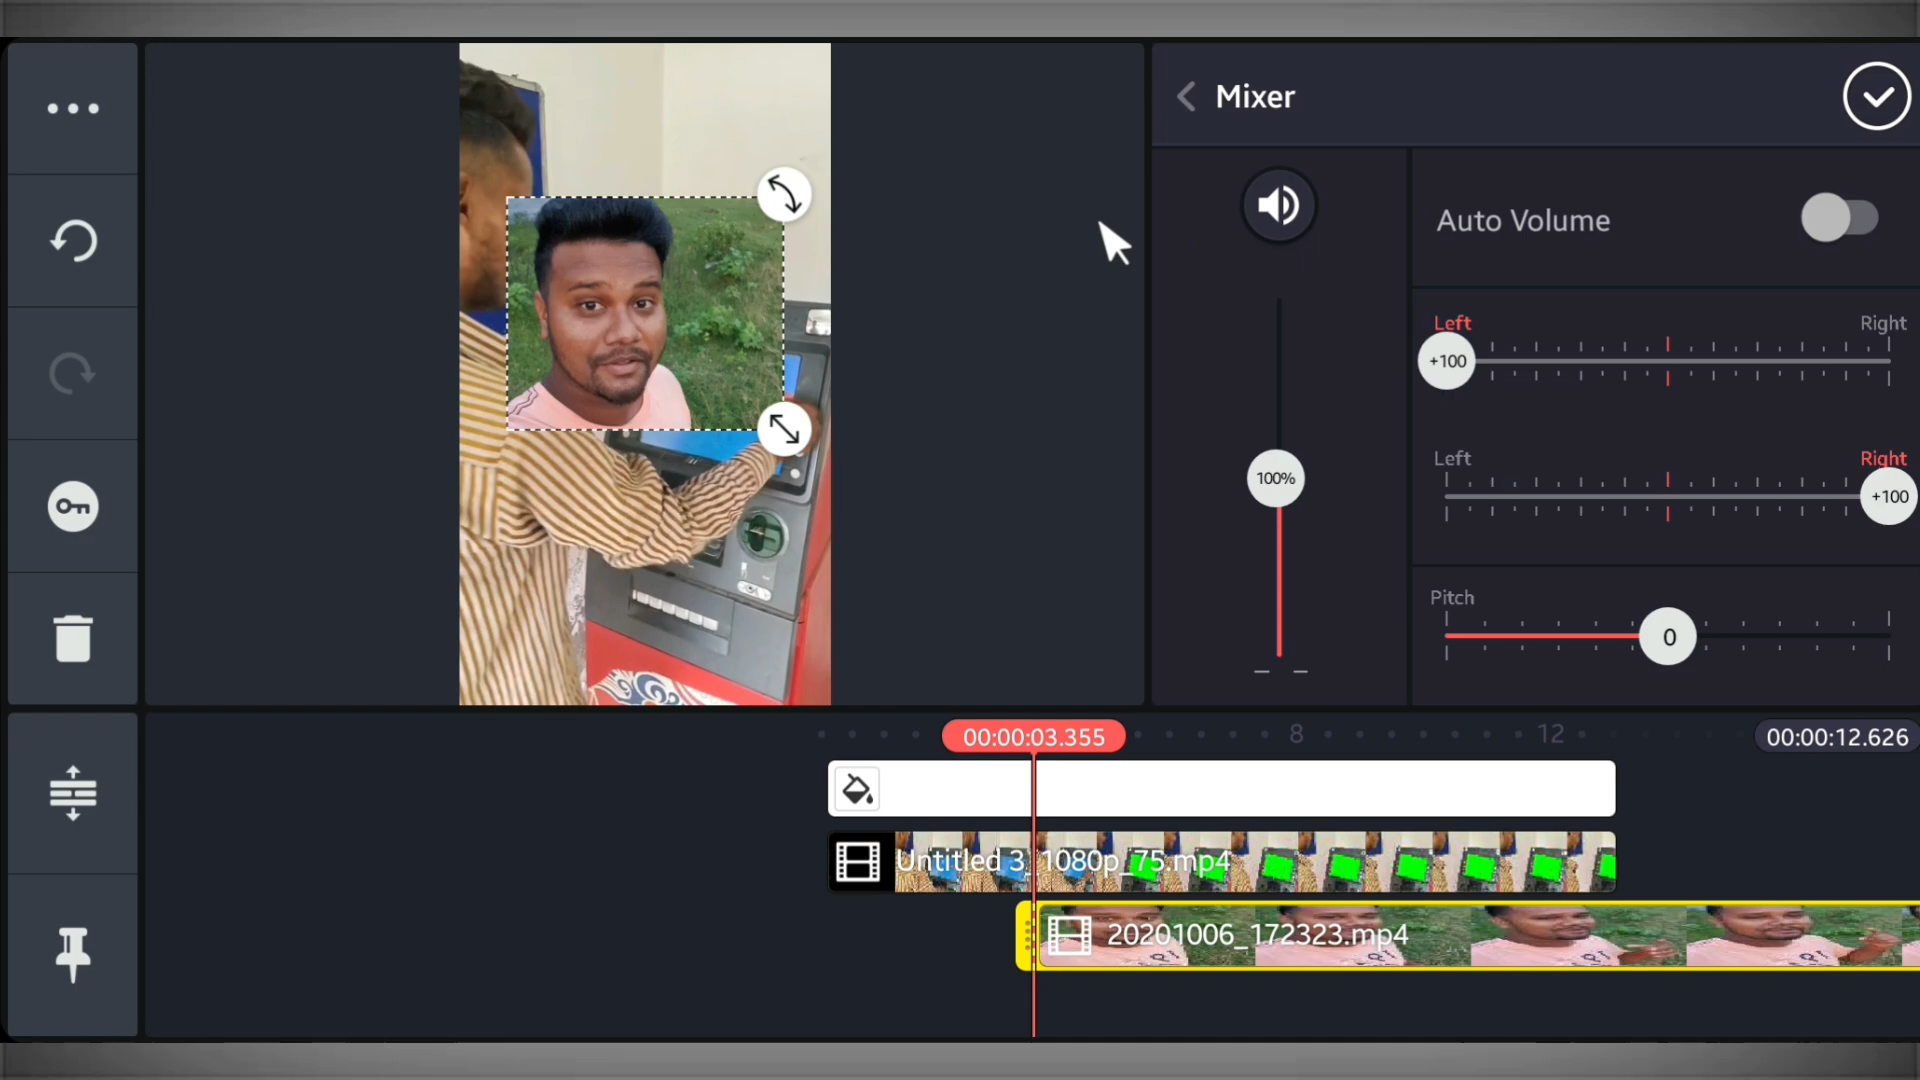 Mixer
Auto Volume
Left
Right
+100
Left
Right
+100
100%
Pitch
0
00:00:03.355
8
12
00:00:12.626
Untitled 3_1080p_75.mp4
20201006_172323.mp4